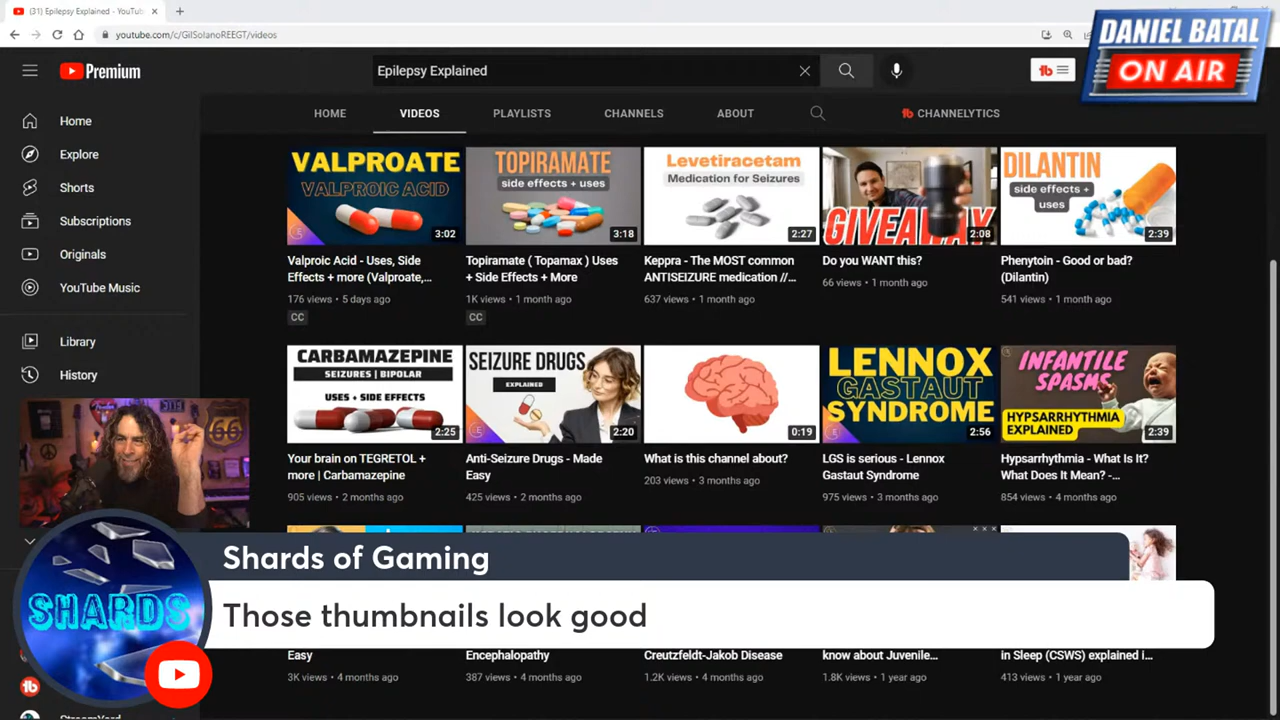 (31) Epilepsy Explained - YouTu
youtube.com/c/GilSolanoREEGT/videos
DANIEL BATAL
ON AIR
Premium
Epilepsy Explained
tb
HOME
VIDEOS
PLAYLISTS
CHANNELS
ABOUT
tb CHANNELYTICS
Home
Explore
Shorts
Subscriptions
Originals
YouTube Music
Library
History
VALPROATE
VALPROIC ACID
3:02
TOPIRAMATE
side effects + uses
3:18
Levetiracetam
Medication for Seizures
2:27
GIVEAWAY
2:08
DILANTIN
side effects +
uses
2:39
Valproic Acid - Uses, Side
Effects + more (Valproate,...
176 views • 5 days ago
CC
Topiramate ( Topamax ) Uses
+ Side Effects + More
1K views • 1 month ago
CC
Keppra - The MOST common
ANTISEIZURE medication //...
637 views • 1 month ago
Do you WANT this?
66 views • 1 month ago
Phenytoin - Good or bad?
(Dilantin)
541 views • 1 month ago
CARBAMAZEPINE
SEIZURES | BIPOLAR
USES + SIDE EFFECTS
2:25
SEIZURE DRUGS
EXPLAINED
2:20
0:19
LENNOX
GASTAUT
SYNDROME
2:56
INFANTILE
SPASMS
HYPSARRHYTHMIA
EXPLAINED
2:39
Your brain on TEGRETOL +
more | Carbamazepine
905 views • 2 months ago
Anti-Seizure Drugs - Made
Easy
425 views • 2 months ago
What is this channel about?
203 views • 3 months ago
LGS is serious - Lennox
Gastaut Syndrome
975 views • 3 months ago
Hypsarrhythmia - What Is It?
What Does It Mean? -...
854 views • 4 months ago
66
SHARDS
Shards of Gaming
Those thumbnails look good
Easy
3K views • 4 months ago
Encephalopathy
387 views • 4 months ago
Creutzfeldt-Jakob Disease
1.2K views • 4 months ago
know about Juvenile...
1.8K views • 1 year ago
in Sleep (CSWS) explained i...
413 views • 1 year ago
tb
StreamYard